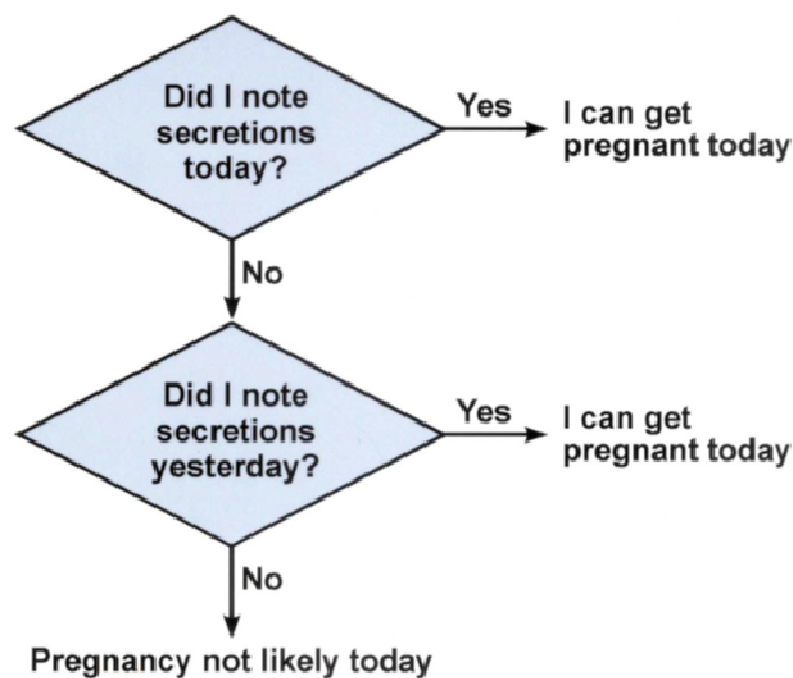 Did I note
secretions
today?
Yes
I can get
pregnant today
No
Did I note
secretions
yesterday?
Yes
I can get
pregnant today
No
Pregnancy not likely today